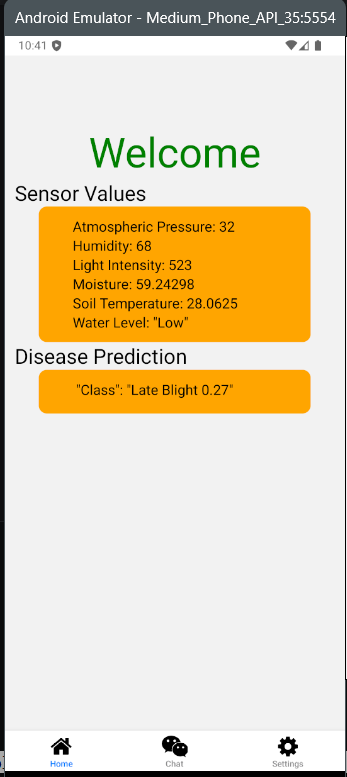 Android Emulator - Medium_Phone_API_35:5554
10:41
Welcome
Sensor Values
Atmospheric Pressure: 32
Humidity: 68
Light Intensity: 523
Moisture: 59.24298
Soil Temperature: 28.0625
Water Level: "Low"
Disease Prediction
"Class": "Late Blight 0.27"
Home Chat Settings